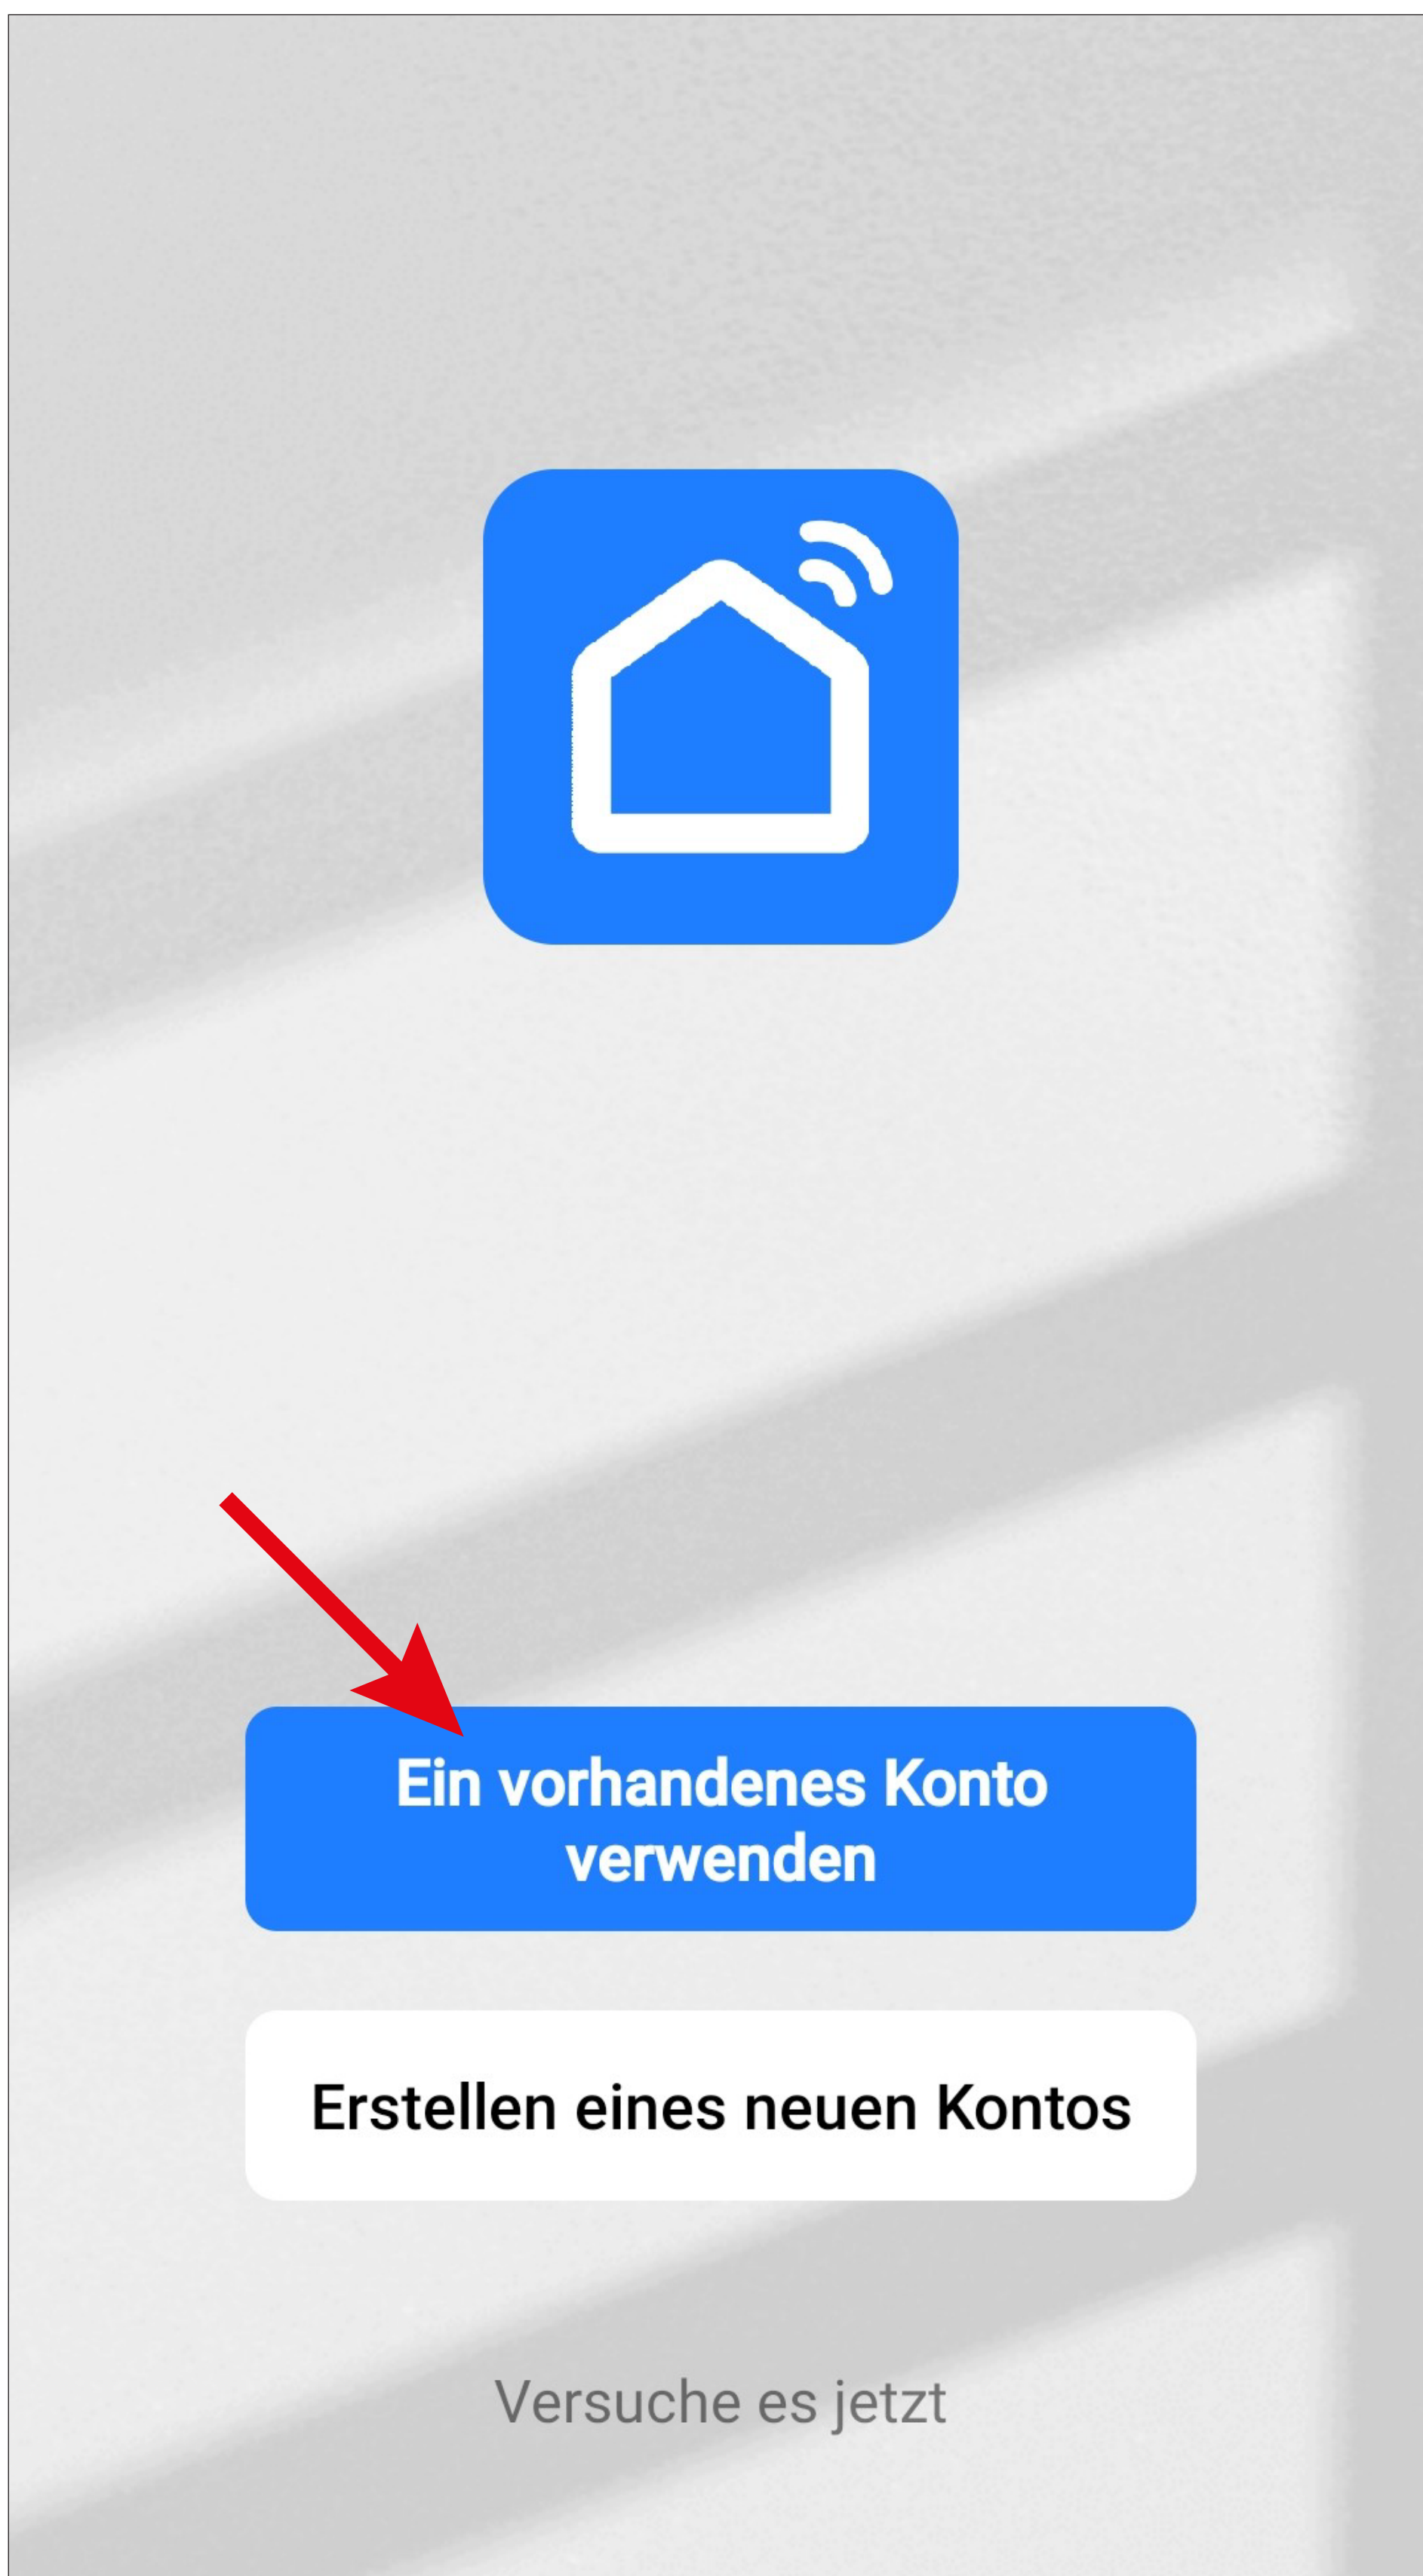 Ein vorhandenes Konto
verwenden
Erstellen eines neuen Kontos
Versuche es jetzt